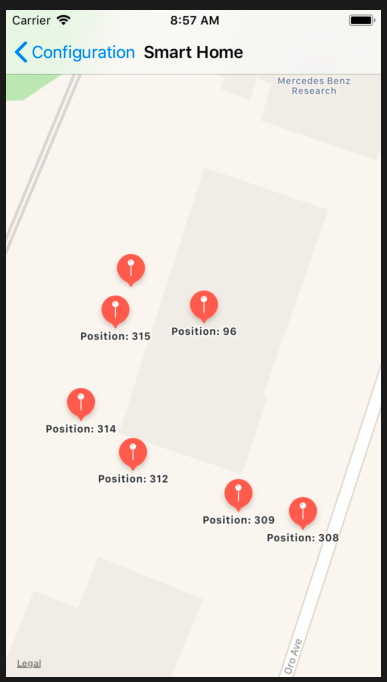 Carrier 8:57 AM
Configuration Smart Home
Mercedes Benz
Research
Position: 315
Position: 96
Position: 314
Position: 312
Position: 309
Position: 308
Oro Ave
Legal